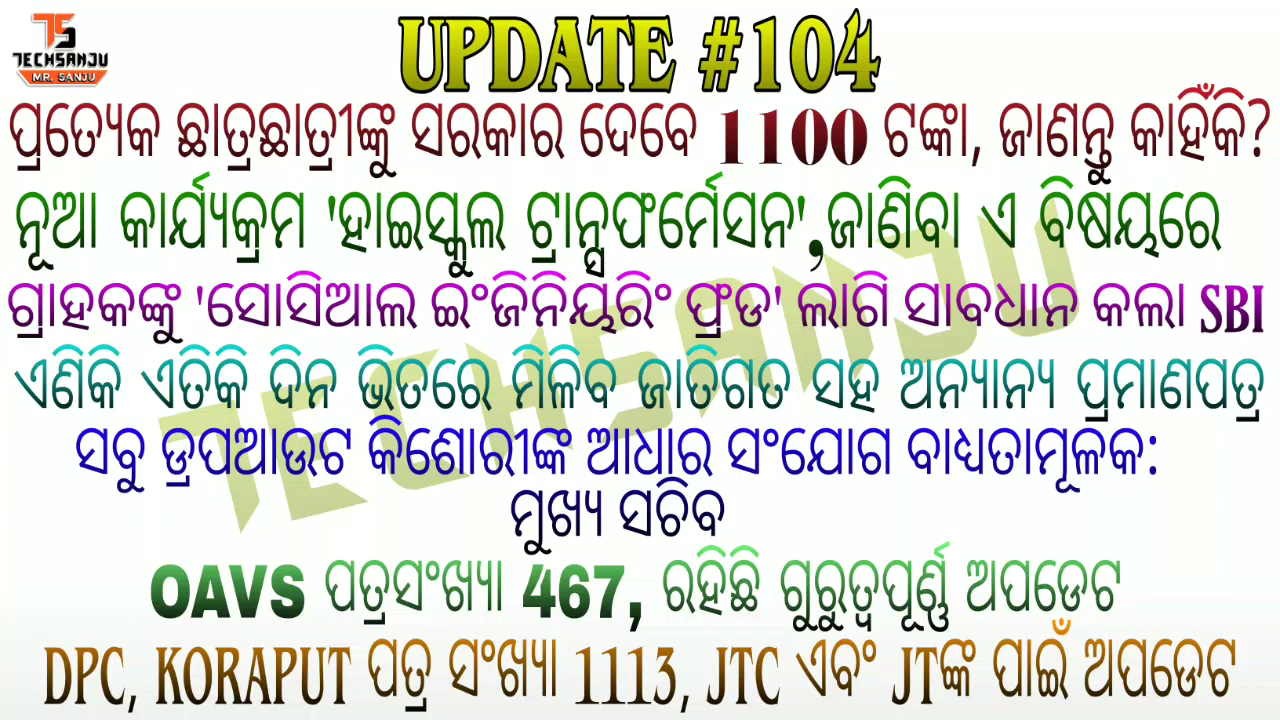 TS
TECHSANJU
MR. SANJU
UPDATE #104
ପ୍ରତ୍ୟେକ ଛାତ୍ରଛାତ୍ରୀଙ୍କୁ ସରକାର ଦେବେ 1100 ଟଙ୍କା, ଜାଣନ୍ତୁ କାହିଁକି?
ନୂଆ କାର୍ଯ୍ୟକ୍ରମ 'ହାଇସ୍କୁଲ ଟ୍ରାନ୍ସଫର୍ମେସନ',ଜାଣିବା ଏ ବିଷୟରେ
ଗ୍ରାହକଙ୍କୁ 'ସୋସିଆଲ ଇଂଜିନିୟରିଂ ଫ୍ରଡ' ଲାଗି ସାବଧାନ କଲା SBI
ଏଣିକି ଏତିକି ଦିନ ଭିତରେ ମିଳିବ ଜାତିଗତ ସହ ଅନ୍ୟାନ୍ୟ ପ୍ରମାଣପତ୍ର
ସବୁ ଡ୍ରପଆଉଟ କିଶୋରୀଙ୍କ ଆଧାର ସଂଯୋଗ ବାଧ୍ୟତାମୂଳକ:
ମୁଖ୍ୟ ସଚିବ
OAVS ପତ୍ରସଂଖ୍ୟା 467, ରହିଛି ଗୁରୁତ୍ୱପୂର୍ଣ୍ଣ ଅପଡେଟ
DPC, KORAPUT ପତ୍ର ସଂଖ୍ୟା 1113, JTC ଏବଂ JTଙ୍କ ପାଇଁ ଅପଡେଟ
TECHSANJU